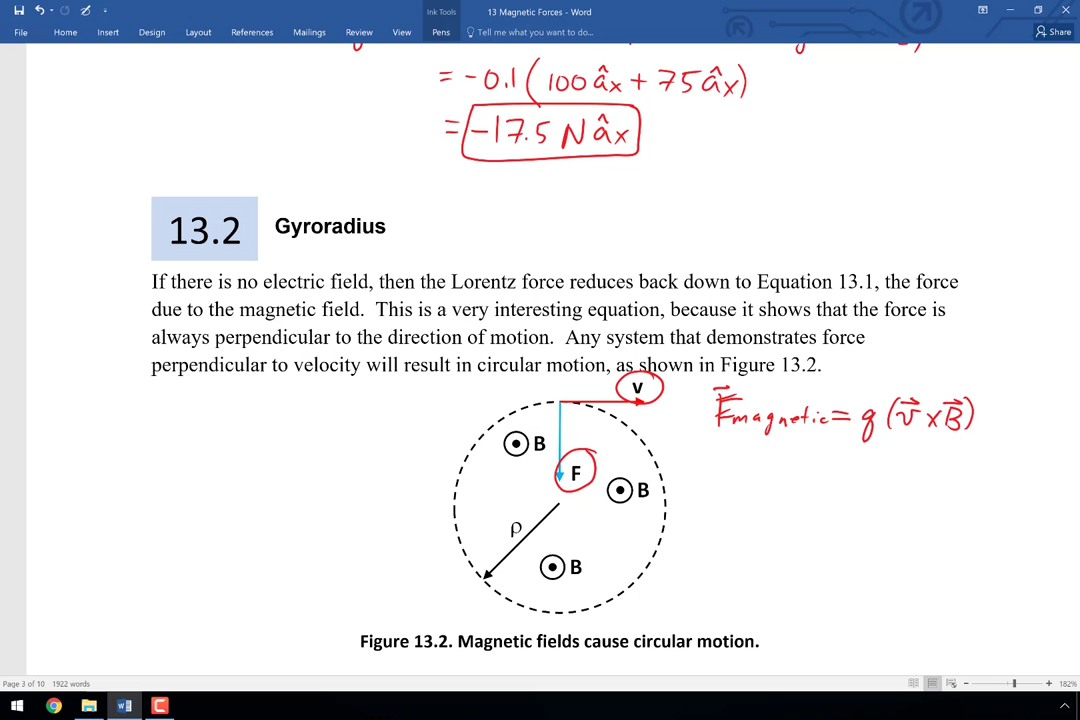 Ink Tools
13 Magnetic Forces - Word
File Home Insert Design Layout References Mailings Review View Pens Tell me what you want to do... Share
= -0.1 (100 âx + 75 âx)
= -17.5 N âx
13.2 Gyroradius
If there is no electric field, then the Lorentz force reduces back down to Equation 13.1, the force
due to the magnetic field. This is a very interesting equation, because it shows that the force is
always perpendicular to the direction of motion. Any system that demonstrates force
perpendicular to velocity will result in circular motion, as shown in Figure 13.2.
v
F⃗magnetic = q (v⃗ × B⃗)
B
F
B
ρ
B
Figure 13.2. Magnetic fields cause circular motion.
Page 3 of 10 1922 words 182%